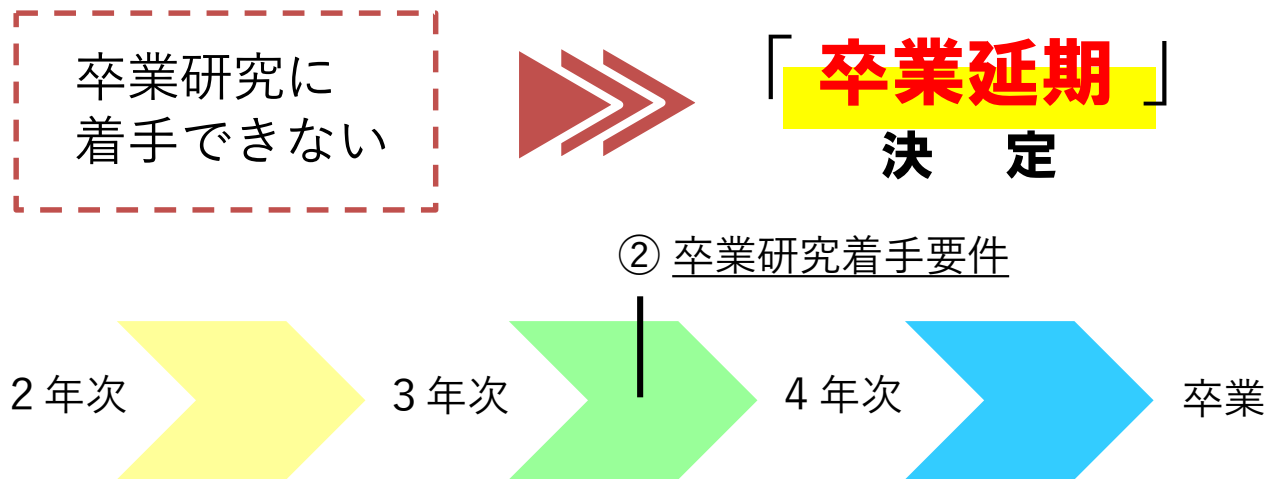 卒業研究に
着手できない
「卒業延期」
決 定
② 卒業研究着手要件
2 年次
3 年次
4 年次
卒業